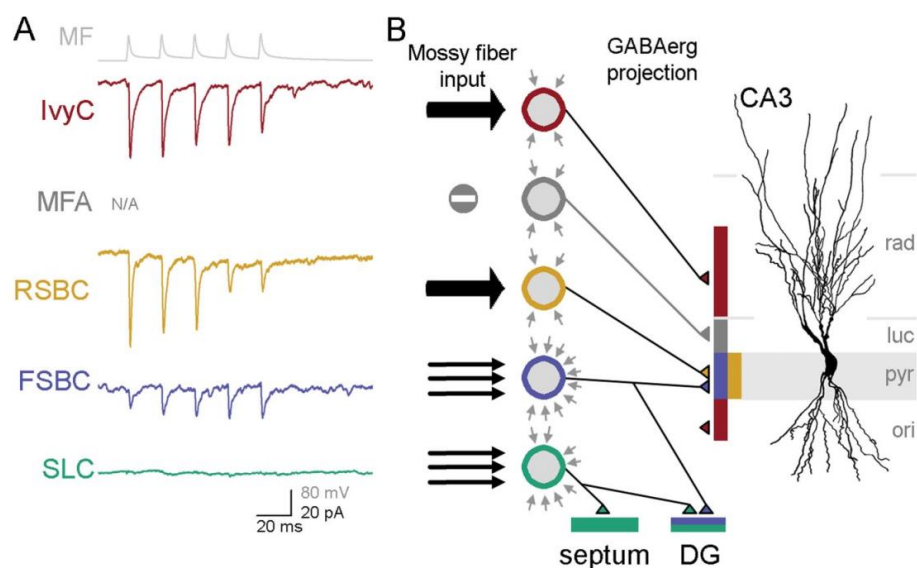 A
MF
IvyC
MFA N/A
RSBC
FSBC
SLC
80 mV
20 pA
20 ms
B
Mossy fiber
input
GABAerg
projection
CA3
rad
luc
pyr
ori
septum
DG